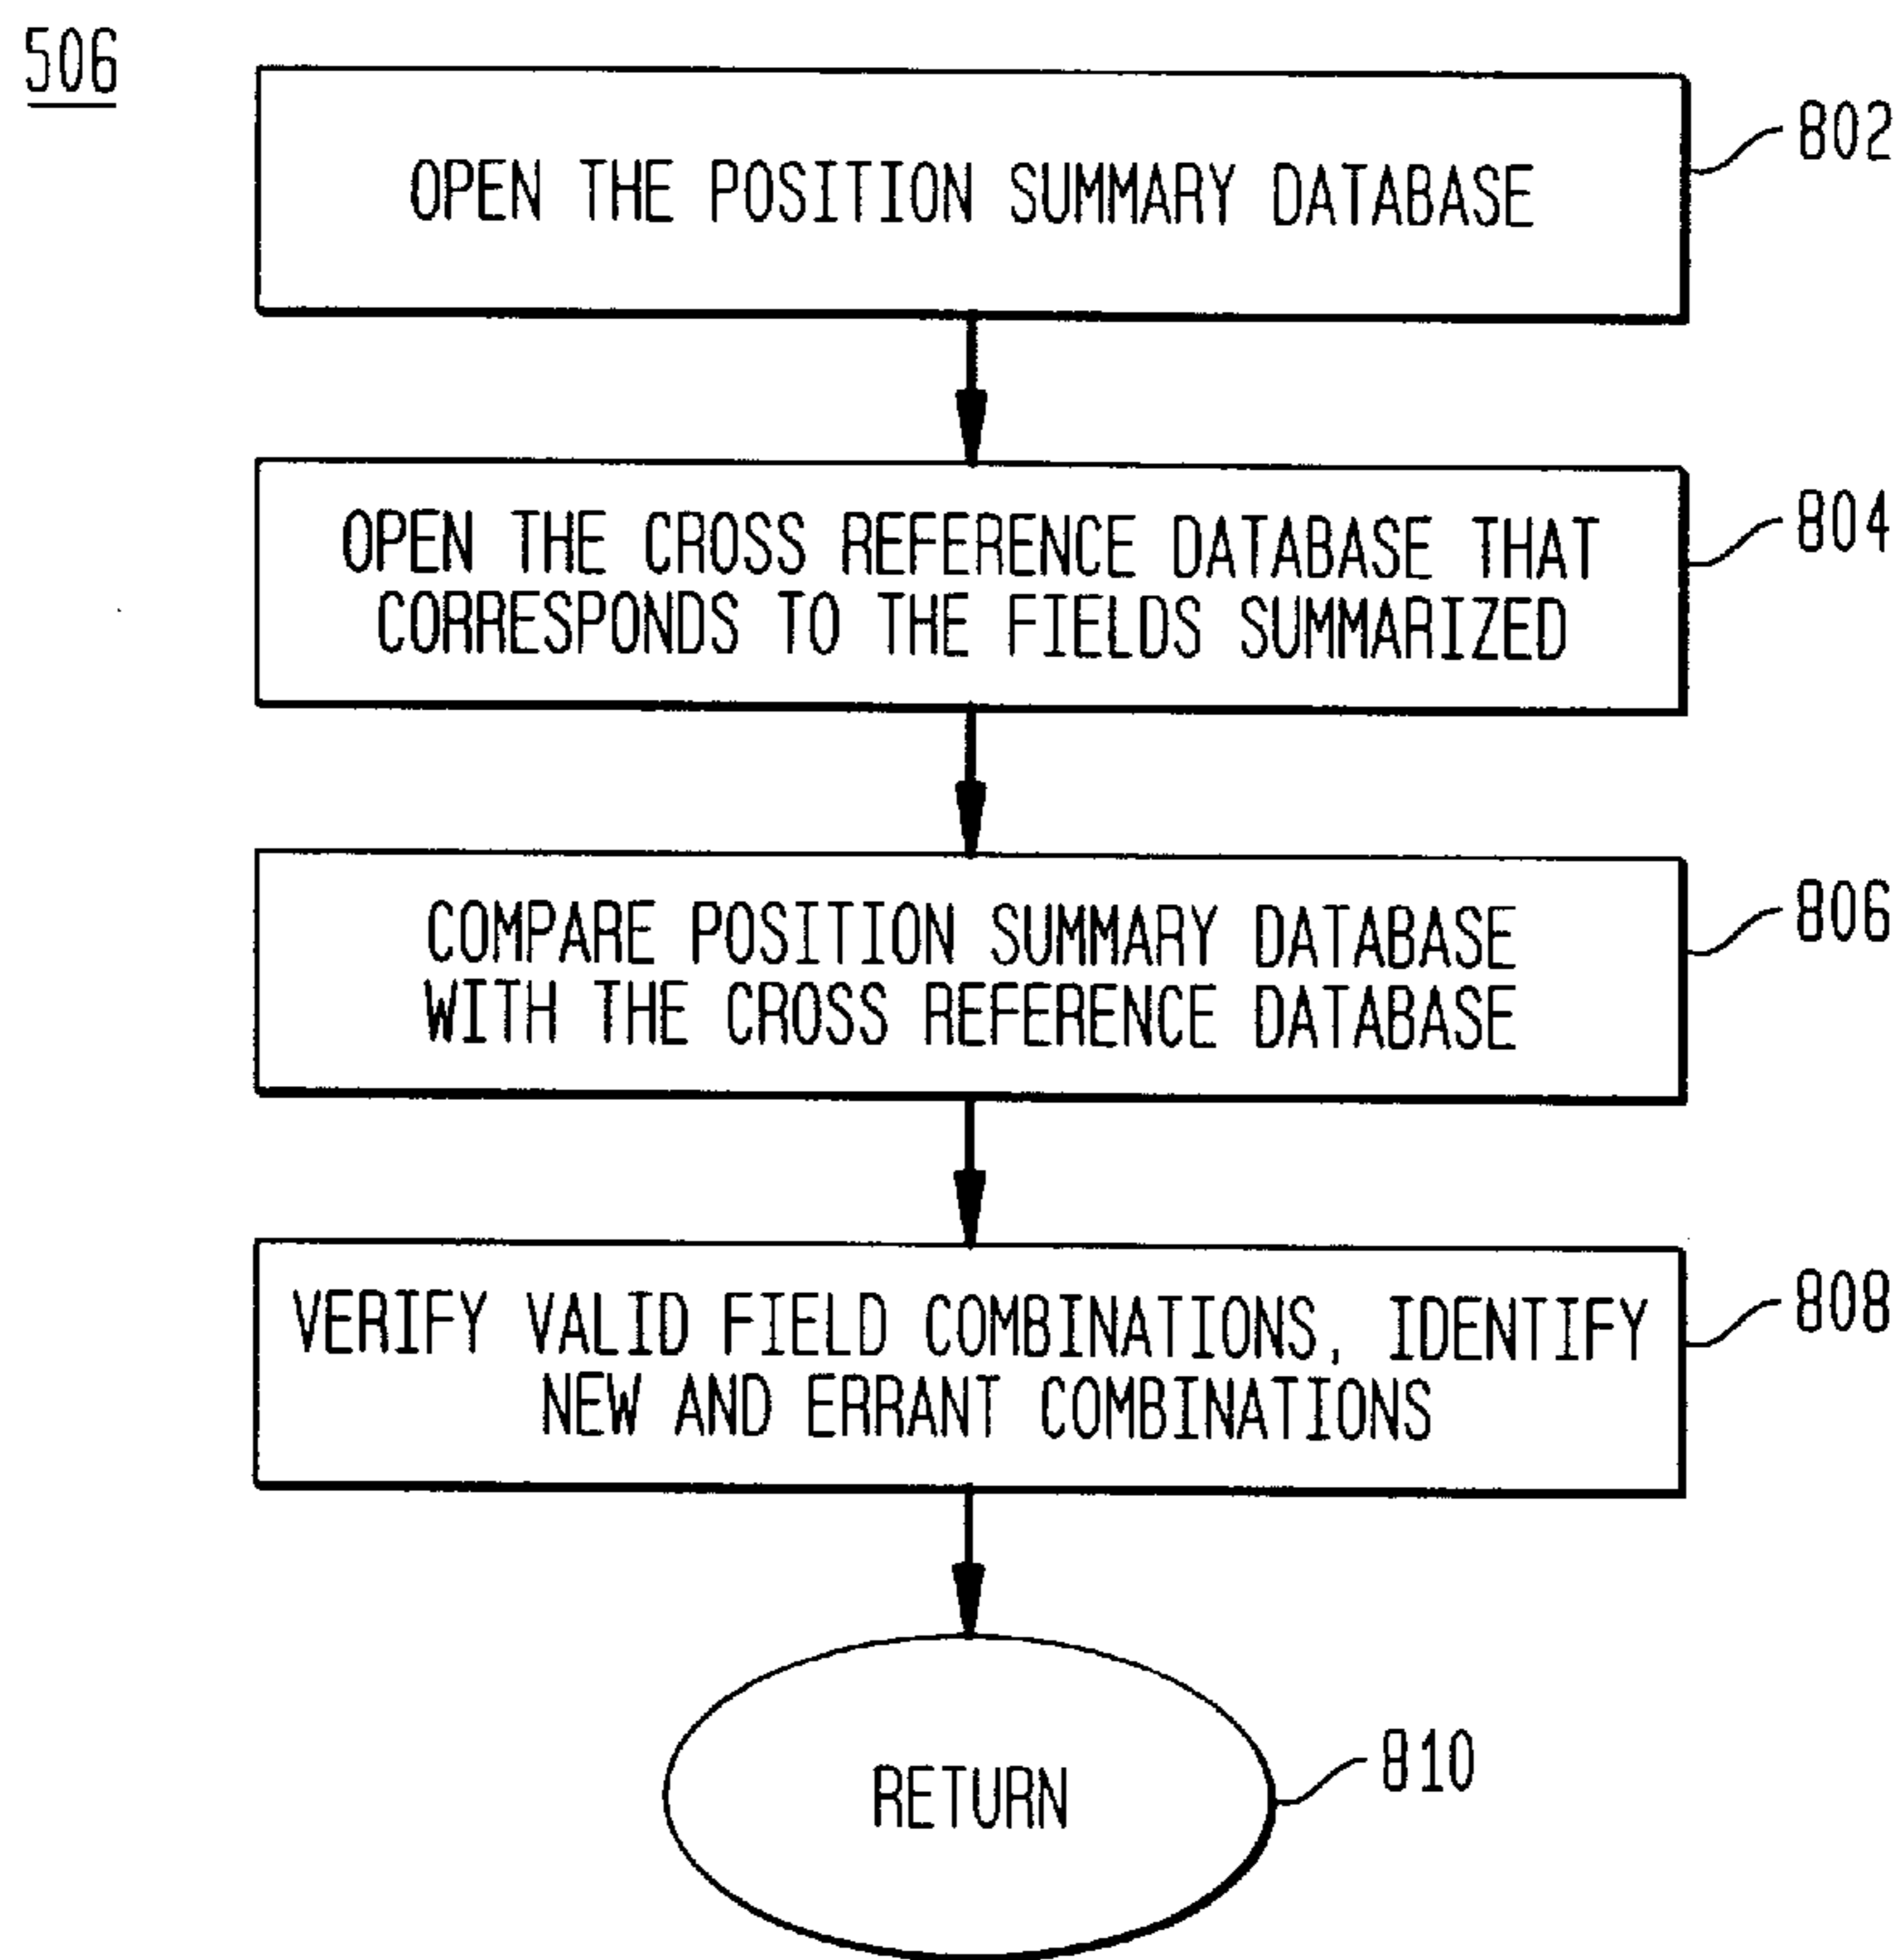 506
OPEN THE POSITION SUMMARY DATABASE
802
OPEN THE CROSS REFERENCE DATABASE THAT
CORRESPONDS TO THE FIELDS SUMMARIZED
804
COMPARE POSITION SUMMARY DATABASE
WITH THE CROSS REFERENCE DATABASE
806
VERIFY VALID FIELD COMBINATIONS, IDENTIFY
NEW AND ERRANT COMBINATIONS
808
RETURN
810